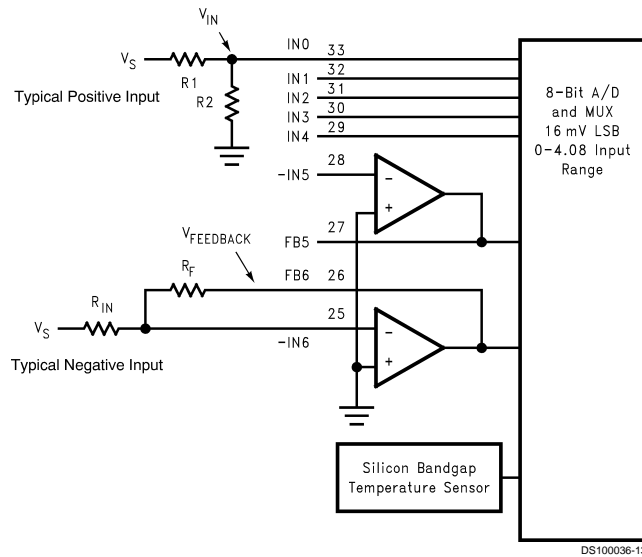 V_IN
IN0 33
V_S
R1
IN1 32
Typical Positive Input
R2
IN2 31
IN3 30
IN4 29
8-Bit A/D
and MUX
16 mV LSB
0-4.08 Input
Range
-IN5 28
−
+
V_FEEDBACK
FB5 27
R_F
FB6 26
R_IN
25
V_S
-IN6
−
+
Typical Negative Input
Silicon Bandgap
Temperature Sensor